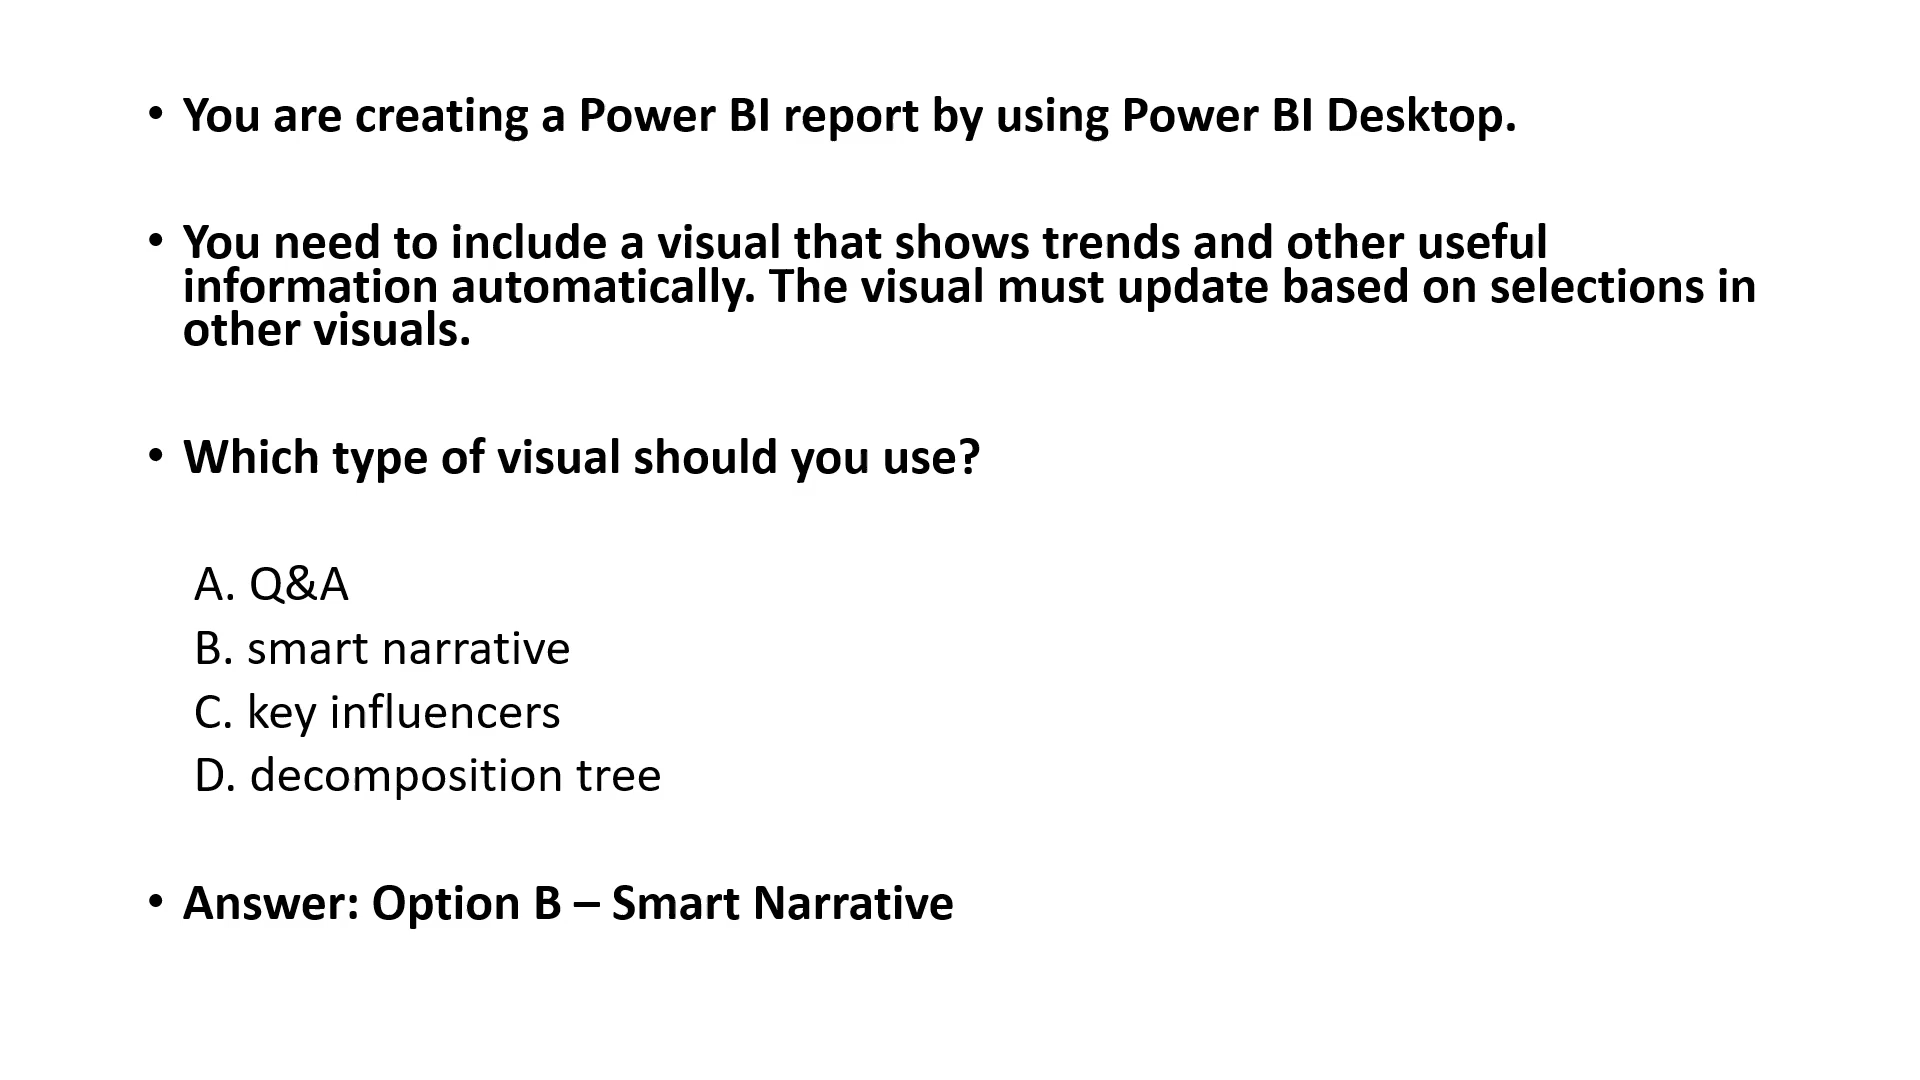 • You are creating a Power BI report by using Power BI Desktop.
• You need to include a visual that shows trends and other useful
information automatically. The visual must update based on selections in
other visuals.
• Which type of visual should you use?
A. Q&A
B. smart narrative
C. key influencers
D. decomposition tree
• Answer: Option B – Smart Narrative